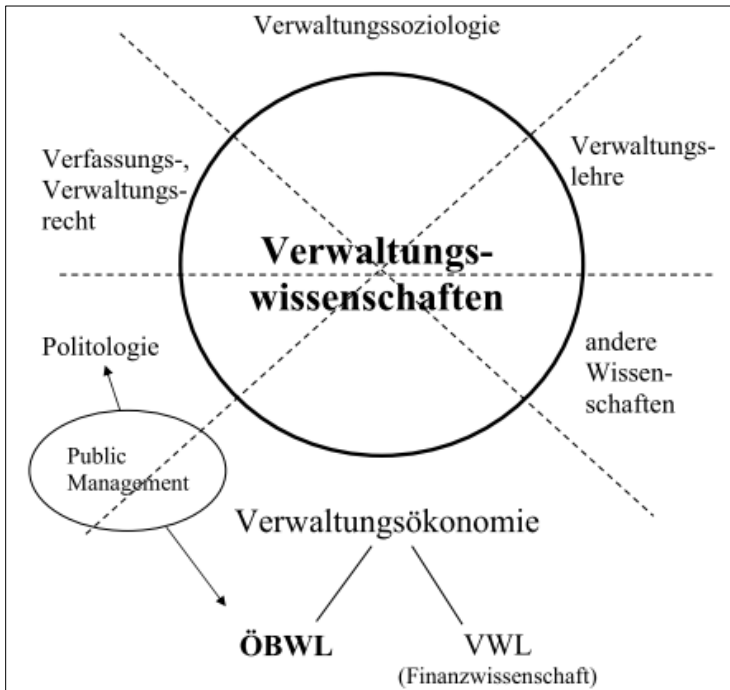 Verwaltungssoziologie
Verfassungs-,
Verwaltungs-
recht
Verwaltungs-
lehre
Verwaltungs-
wissenschaften
Politologie
andere
Wissen-
schaften
Public
Management
Verwaltungsökonomie
ÖBWL
VWL
(Finanzwissenschaft)